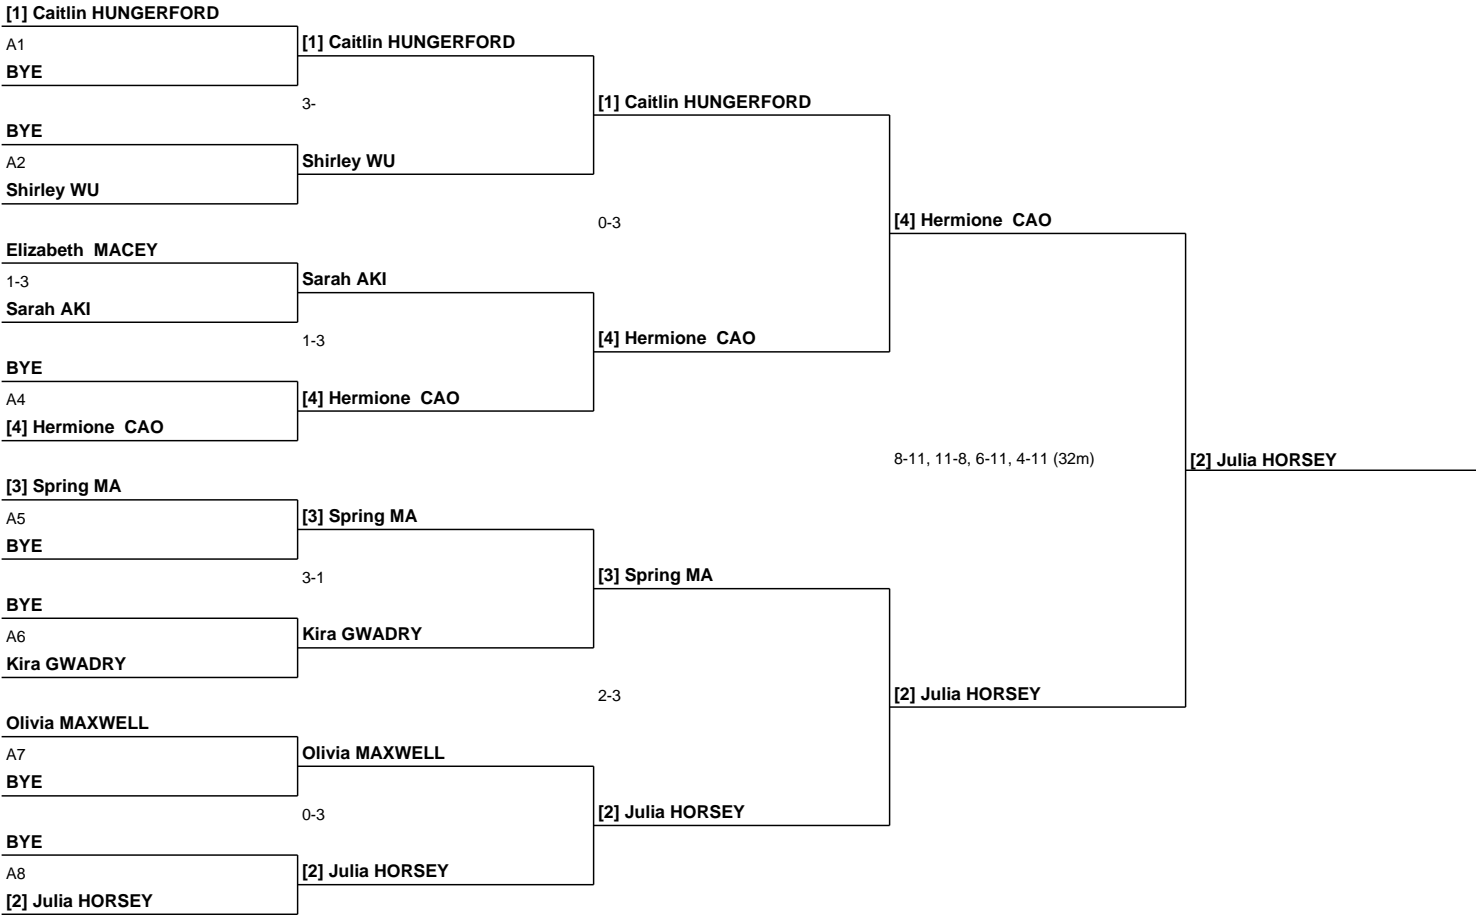 [1] Caitlin HUNGERFORD
A1
[1] Caitlin HUNGERFORD
BYE
3-
[1] Caitlin HUNGERFORD
BYE
A2
Shirley WU
Shirley WU
0-3
[4] Hermione CAO
Elizabeth MACEY
1-3
Sarah AKI
Sarah AKI
1-3
[4] Hermione CAO
BYE
A4
[4] Hermione CAO
[4] Hermione CAO
8-11, 11-8, 6-11, 4-11 (32m)
[2] Julia HORSEY
[3] Spring MA
A5
[3] Spring MA
BYE
3-1
[3] Spring MA
BYE
A6
Kira GWADRY
Kira GWADRY
2-3
[2] Julia HORSEY
Olivia MAXWELL
A7
Olivia MAXWELL
BYE
0-3
[2] Julia HORSEY
BYE
A8
[2] Julia HORSEY
[2] Julia HORSEY